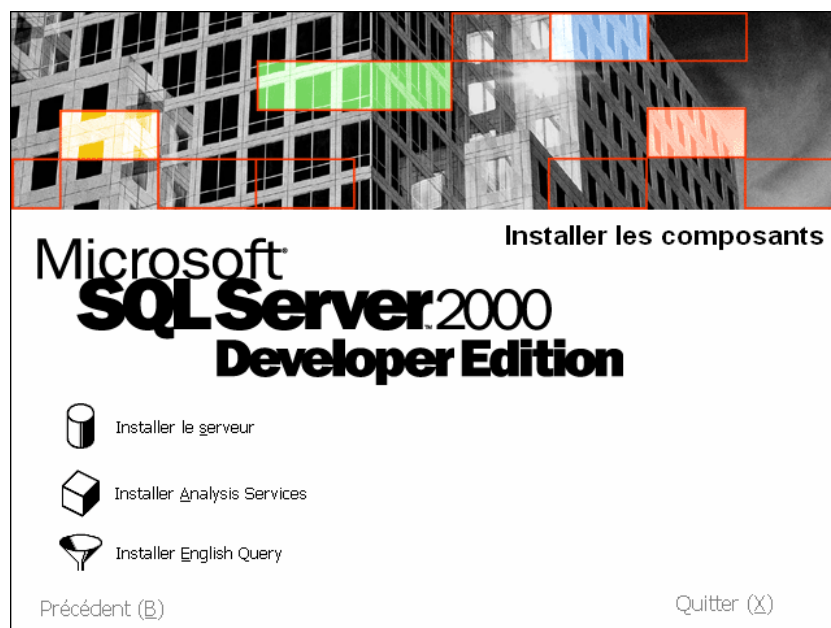 Installer les composants
Microsoft®
SQL Server™ 2000
Developer Edition
Installer le serveur
Installer Analysis Services
Installer English Query
Précédent (B)
Quitter (X)